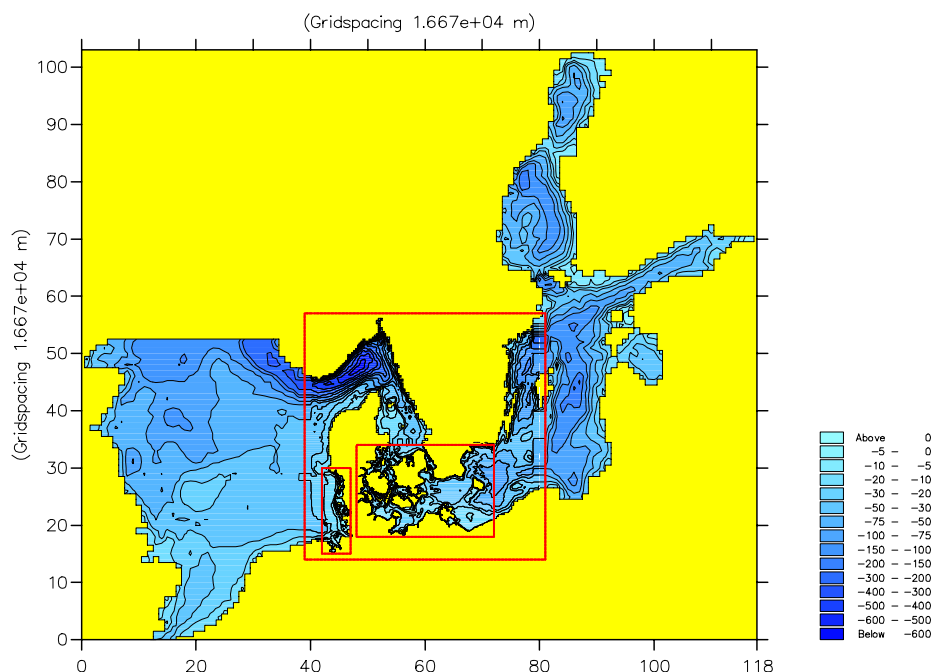 (Gridspacing 1.667e+04 m)
100
90
80
70
60
50
40
30
20
10
0
(Gridspacing 1.667e+04 m)
0 20 40 60 80 100 118
Above 0
-5 - 0
-10 - -5
-20 - -10
-30 - -20
-50 - -30
-75 - -50
-100 - -75
-150 - -100
-200 - -150
-300 - -200
-400 - -300
-500 - -400
-600 - -500
Below -600